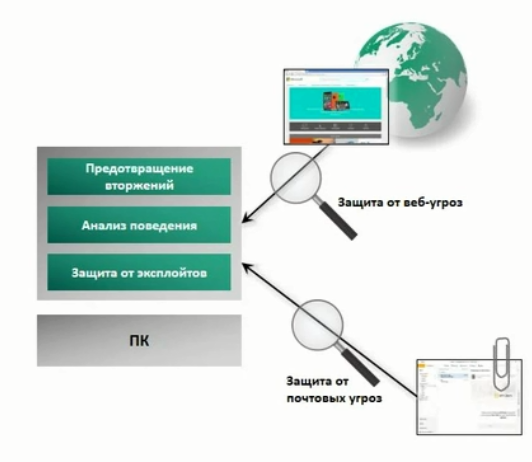 Предотвращение
вторжений
Анализ поведения
Защита от эксплойтов
ПК
Защита от веб-угроз
Защита от
почтовых угроз